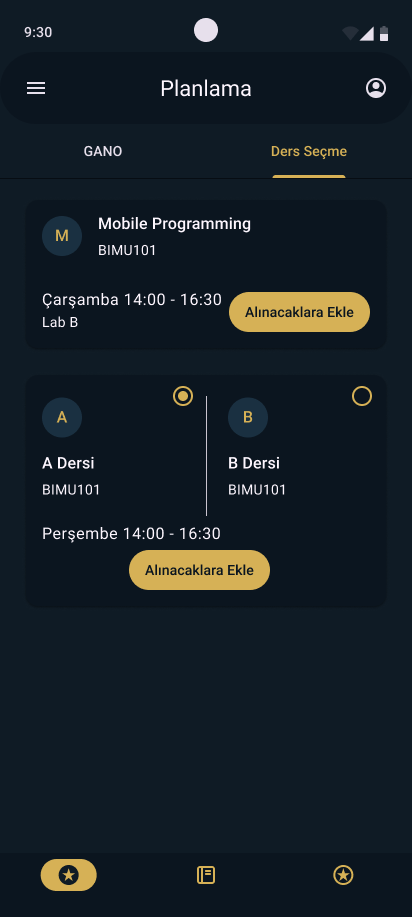 9:30
Planlama
GANO
Ders Seçme
M
Mobile Programming
BIMU101
Çarşamba 14:00 - 16:30
Lab B
Alınacaklara Ekle
A
B
A Dersi
B Dersi
BIMU101
BIMU101
Perşembe 14:00 - 16:30
Alınacaklara Ekle